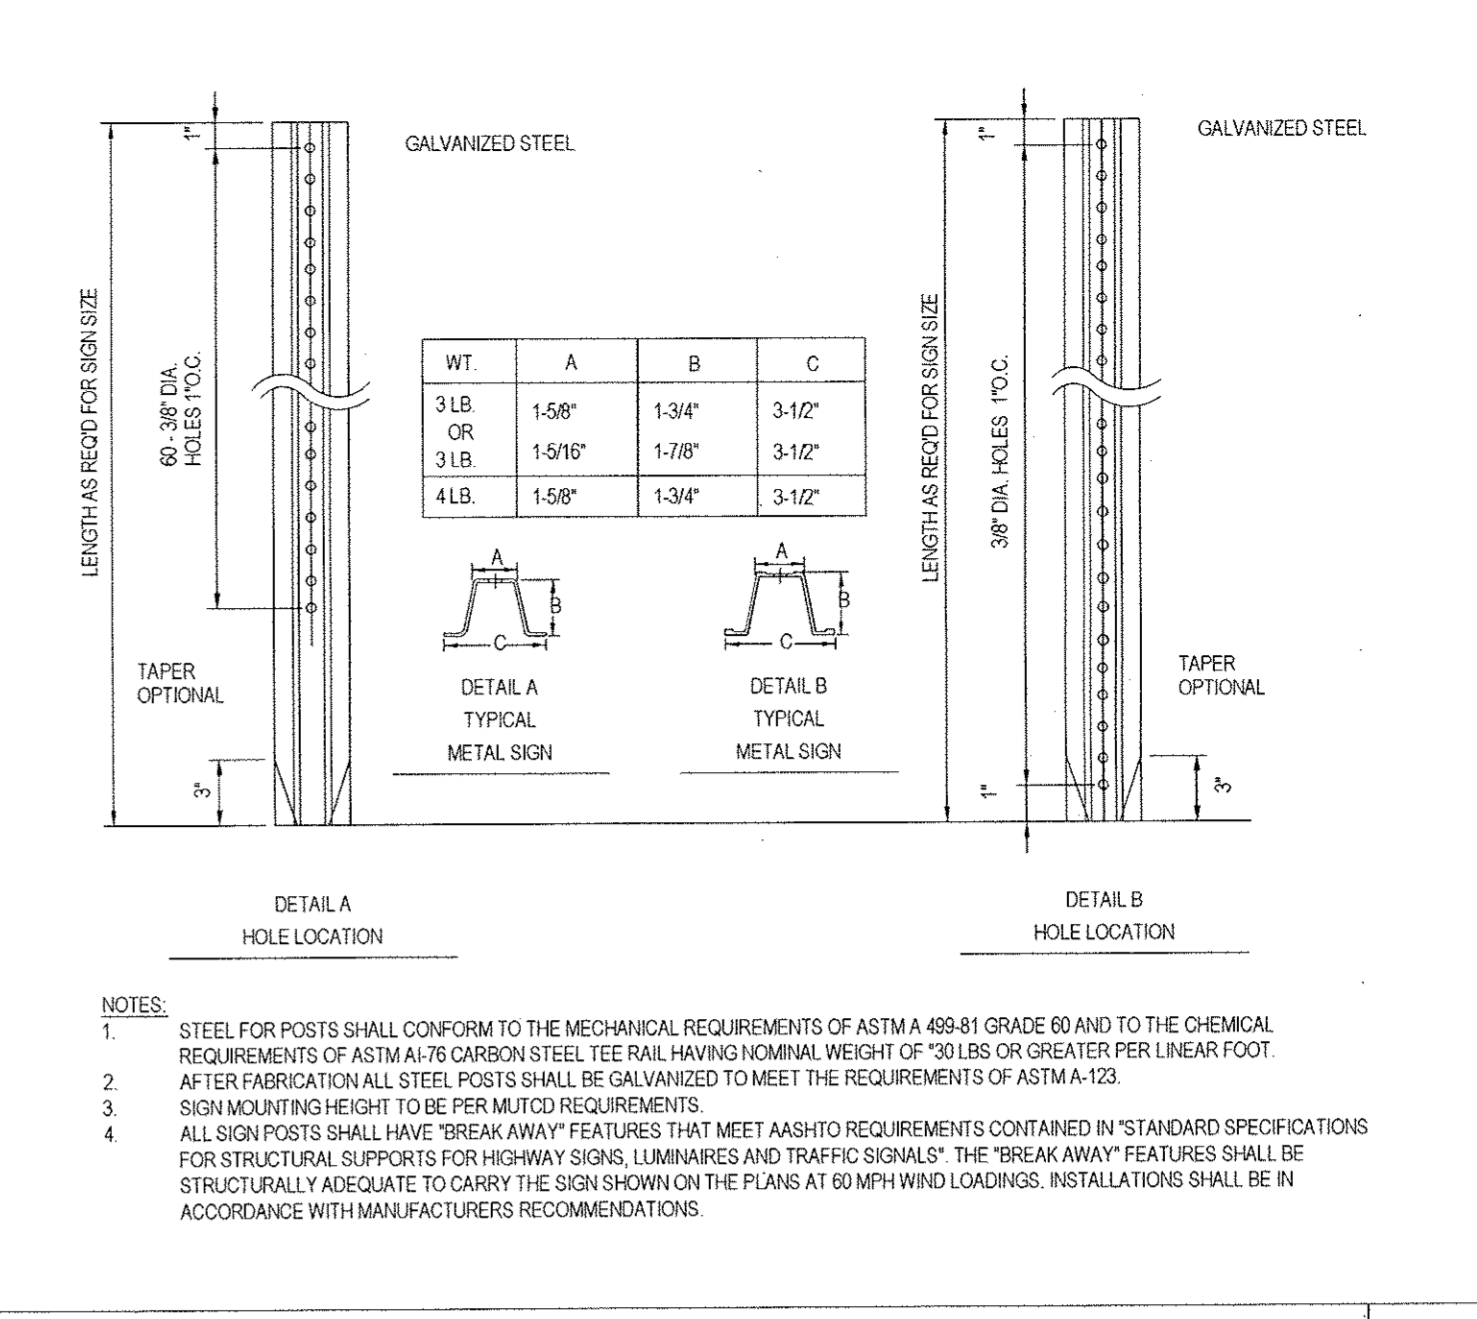 1"
GALVANIZED STEEL
LENGTH AS REQ'D FOR SIGN SIZE
60 - 3/8" DIA.
HOLES 1"O.C.
TAPER
OPTIONAL
3"
WT. A B C
3 LB. 1-5/8" 1-3/4" 3-1/2"
OR
3 LB. 1-5/16" 1-7/8" 3-1/2"
4 LB. 1-5/8" 1-3/4" 3-1/2"
A
B
C
DETAIL A
TYPICAL
METAL SIGN
A
B
C
DETAIL B
TYPICAL
METAL SIGN
1"
GALVANIZED STEEL
LENGTH AS REQ'D FOR SIGN SIZE
3/8" DIA. HOLES 1"O.C.
TAPER
OPTIONAL
1"
3"
DETAIL A
HOLE LOCATION
DETAIL B
HOLE LOCATION
NOTES:
1. STEEL FOR POSTS SHALL CONFORM TO THE MECHANICAL REQUIREMENTS OF ASTM A 499-81 GRADE 60 AND TO THE CHEMICAL
REQUIREMENTS OF ASTM AI-76 CARBON STEEL TEE RAIL HAVING NOMINAL WEIGHT OF "30 LBS OR GREATER PER LINEAR FOOT.
2. AFTER FABRICATION ALL STEEL POSTS SHALL BE GALVANIZED TO MEET THE REQUIREMENTS OF ASTM A-123.
3. SIGN MOUNTING HEIGHT TO BE PER MUTCD REQUIREMENTS.
4. ALL SIGN POSTS SHALL HAVE "BREAK AWAY" FEATURES THAT MEET AASHTO REQUIREMENTS CONTAINED IN "STANDARD SPECIFICATIONS
FOR STRUCTURAL SUPPORTS FOR HIGHWAY SIGNS, LUMINAIRES AND TRAFFIC SIGNALS". THE "BREAK AWAY" FEATURES SHALL BE
STRUCTURALLY ADEQUATE TO CARRY THE SIGN SHOWN ON THE PLANS AT 60 MPH WIND LOADINGS. INSTALLATIONS SHALL BE IN
ACCORDANCE WITH MANUFACTURERS RECOMMENDATIONS.